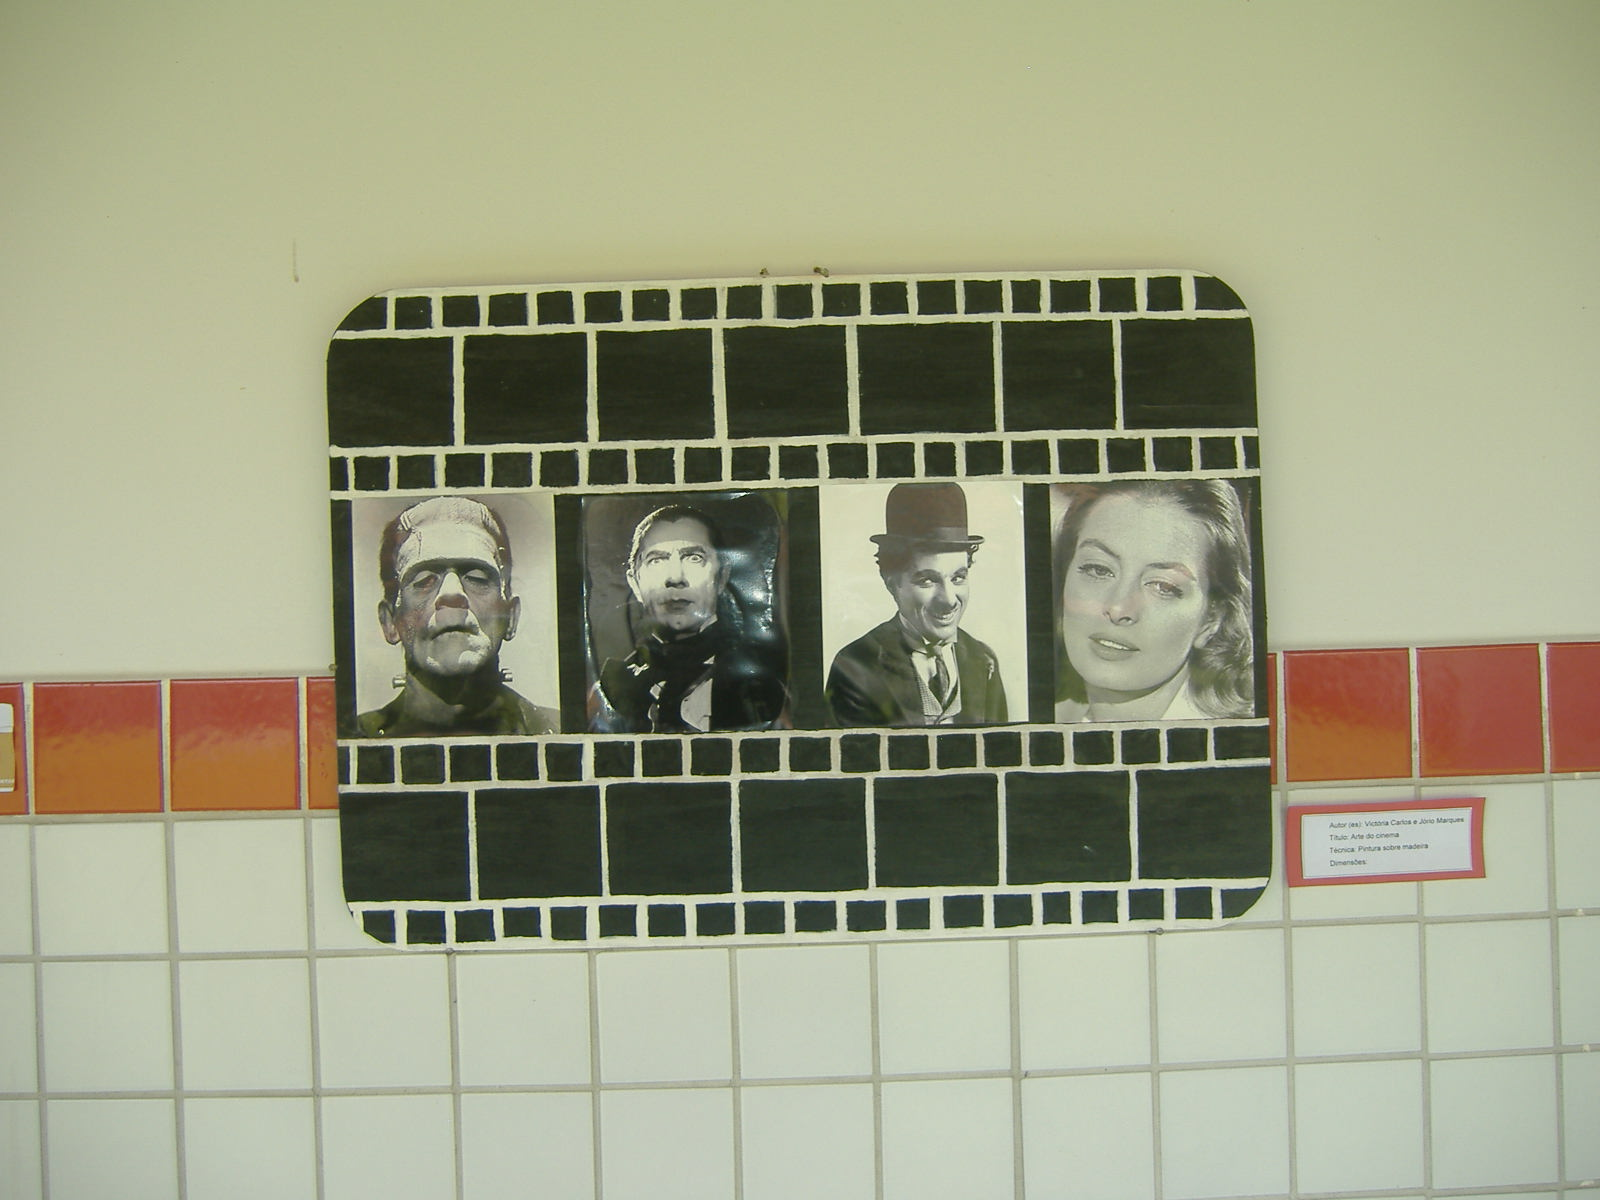 Autor (es): Victória Carlos e Jório Marques
Título: Arte do cinema
Técnica: Pintura sobre madeira
Dimensões: